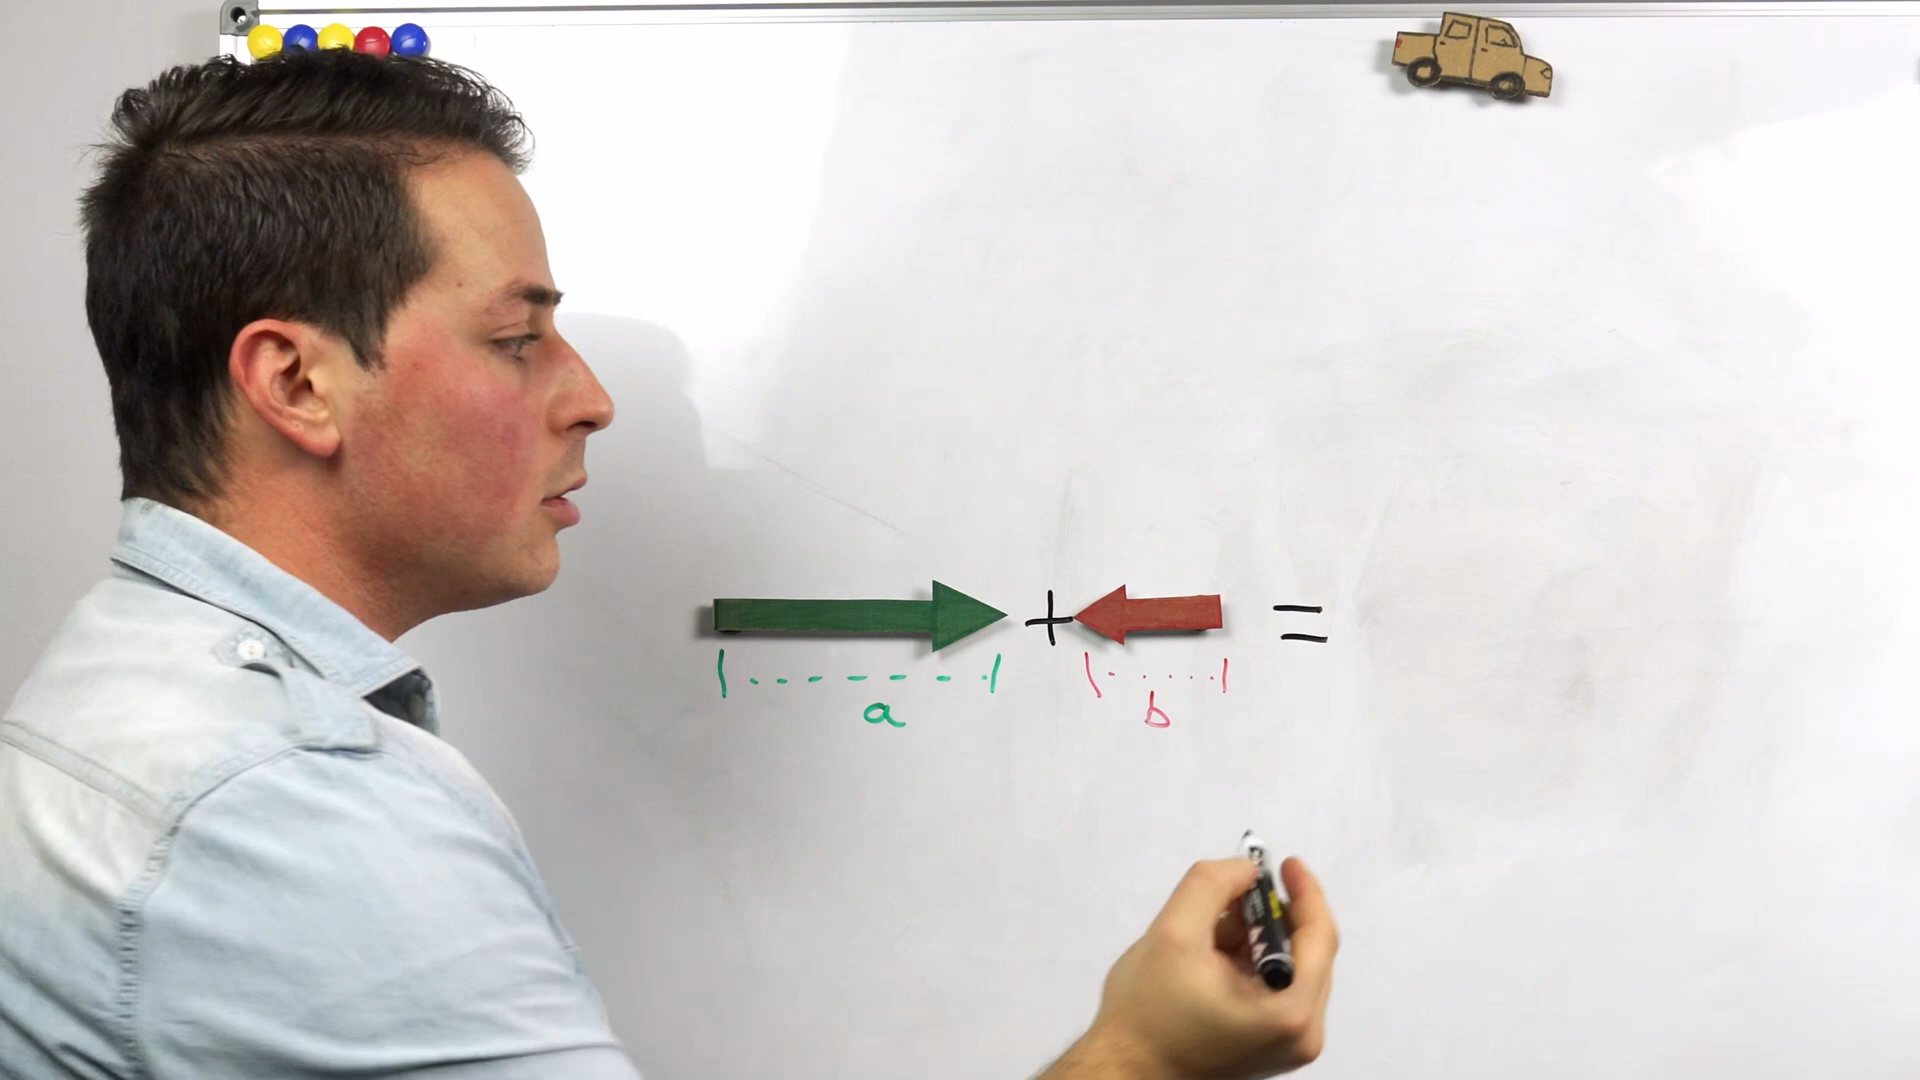 + =
a b